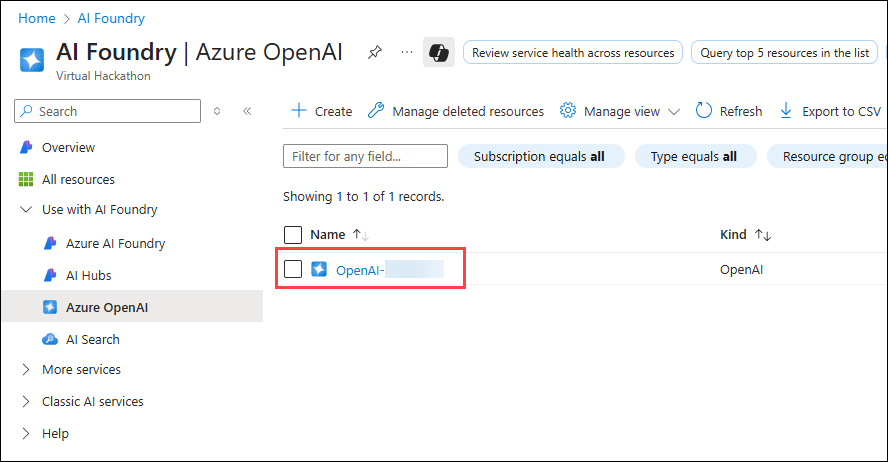 Home > AI Foundry
AI Foundry | Azure OpenAI
Virtual Hackathon
Review service health across resources
Query top 5 resources in the list
Search
Create
Manage deleted resources
Manage view
Refresh
Export to CSV
Overview
All resources
Use with AI Foundry
Azure AI Foundry
AI Hubs
Azure OpenAI
AI Search
More services
Classic AI services
Help
Filter for any field...
Subscription equals all
Type equals all
Resource group
Showing 1 to 1 of 1 records.
Name
Kind
OpenAI-
OpenAI